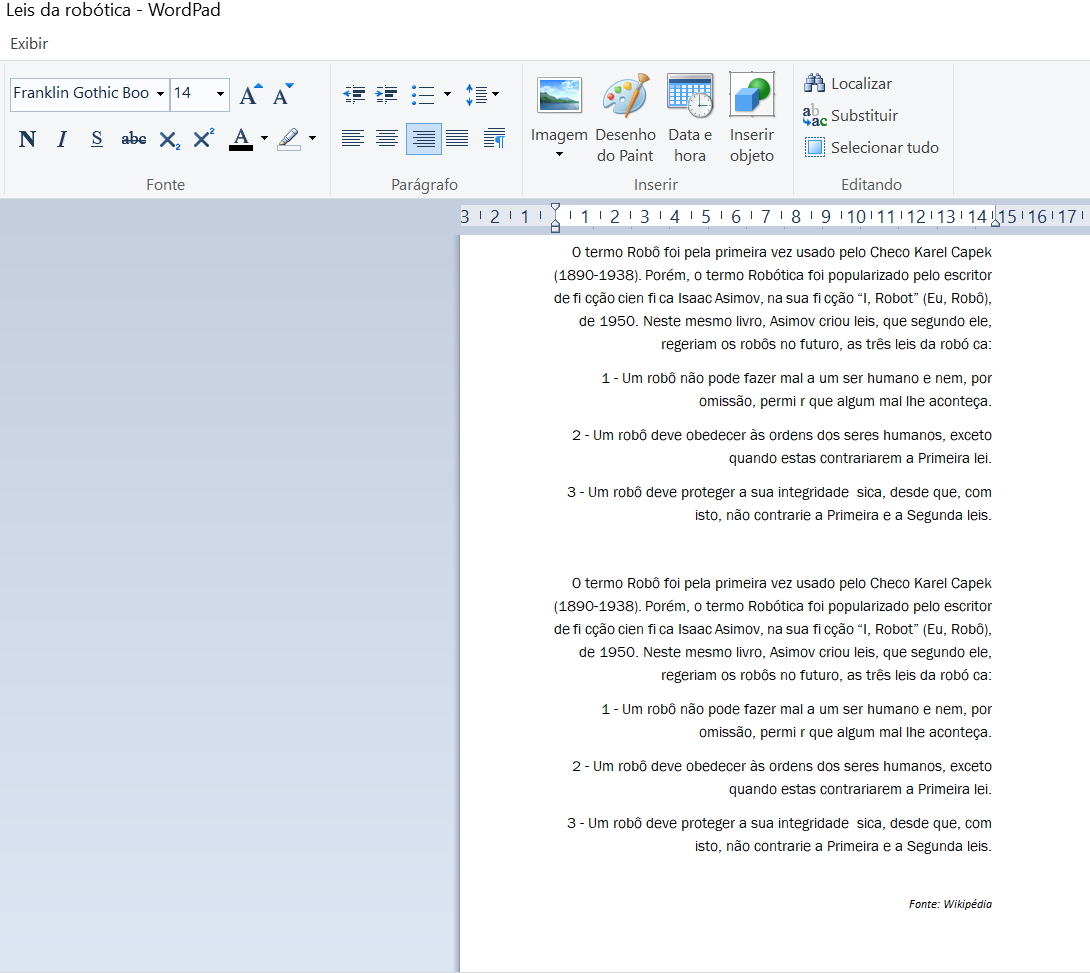 Leis da robótica - WordPad
Exibir
Franklin Gothic Boo 14 A A
N I S abc X₂ X² A
Fonte
Parágrafo
Imagem
Desenho do Paint
Data e hora
Inserir objeto
Inserir
Localizar
Substituir
Selecionar tudo
Editando
3 2 1 1 2 3 4 5 6 7 8 9 10 11 12 13 14 15 16 17
O termo Robô foi pela primeira vez usado pelo Checo Karel Capek
(1890-1938). Porém, o termo Robótica foi popularizado pelo escritor
de fi cção cien fi ca Isaac Asimov, na sua fi cção “I, Robot” (Eu, Robô),
de 1950. Neste mesmo livro, Asimov criou leis, que segundo ele,
regeriam os robôs no futuro, as três leis da robó ca:
1 - Um robô não pode fazer mal a um ser humano e nem, por
omissão, permi r que algum mal lhe aconteça.
2 - Um robô deve obedecer às ordens dos seres humanos, exceto
quando estas contrariarem a Primeira lei.
3 - Um robô deve proteger a sua integridade  sica, desde que, com
isto, não contrarie a Primeira e a Segunda leis.
O termo Robô foi pela primeira vez usado pelo Checo Karel Capek
(1890-1938). Porém, o termo Robótica foi popularizado pelo escritor
de fi cção cien fi ca Isaac Asimov, na sua fi cção “I, Robot” (Eu, Robô),
de 1950. Neste mesmo livro, Asimov criou leis, que segundo ele,
regeriam os robôs no futuro, as três leis da robó ca:
1 - Um robô não pode fazer mal a um ser humano e nem, por
omissão, permi r que algum mal lhe aconteça.
2 - Um robô deve obedecer às ordens dos seres humanos, exceto
quando estas contrariarem a Primeira lei.
3 - Um robô deve proteger a sua integridade  sica, desde que, com
isto, não contrarie a Primeira e a Segunda leis.
Fonte: Wikipédia